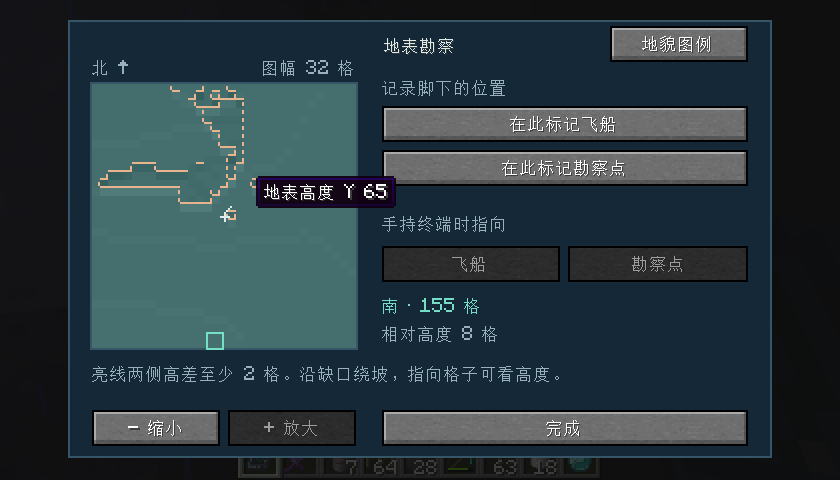 地表勘察
地貌图例
北 ↑
图幅 32 格
记录脚下的位置
在此标记飞船
在此标记勘察点
地表高度 Y 65
手持终端时指向
飞船
勘察点
南 · 155 格
相对高度 8 格
亮线两侧高差至少 2 格。沿缺口绕坡，指向格子可看高度。
- 缩小
+ 放大
完成
7 64 28 63 18